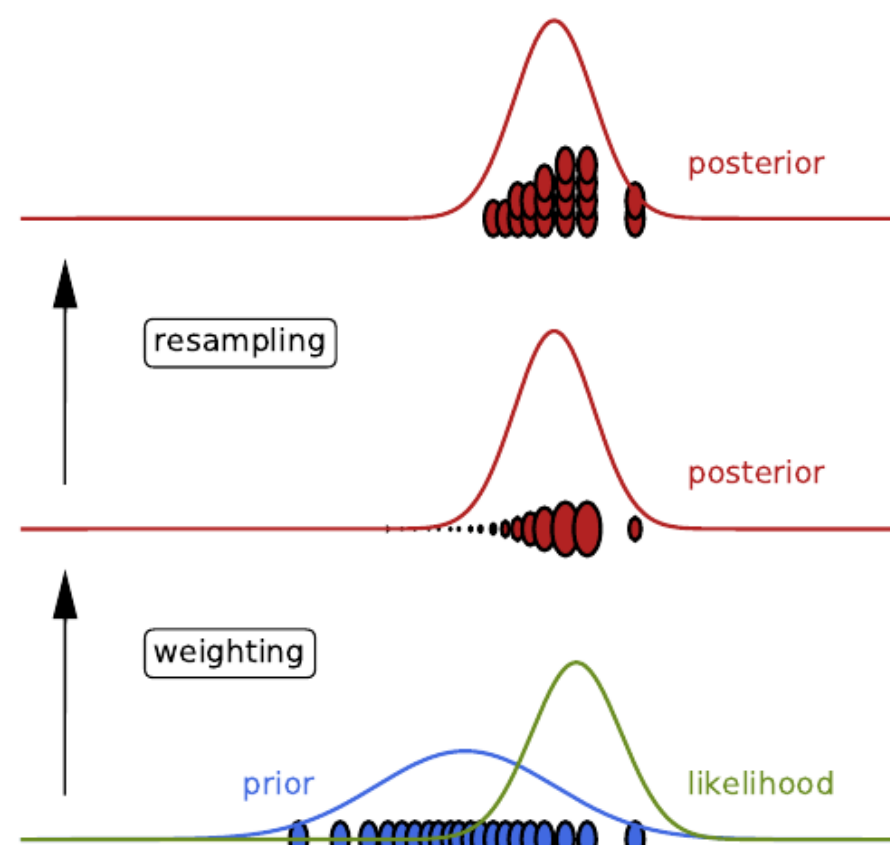 posterior
resampling
posterior
weighting
prior
likelihood